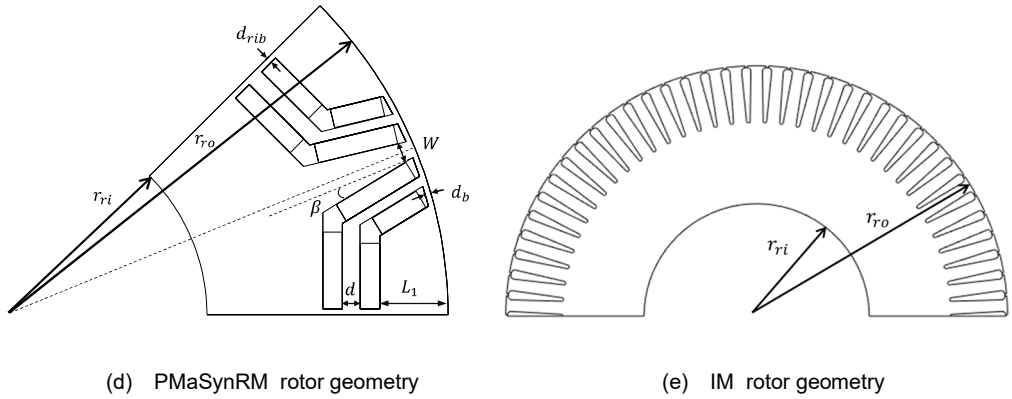 d_rib
r_ro
W
r_ri
β
d_b
d
L_1
r_ro
r_ri
(d) PMaSynRM rotor geometry
(e) IM rotor geometry